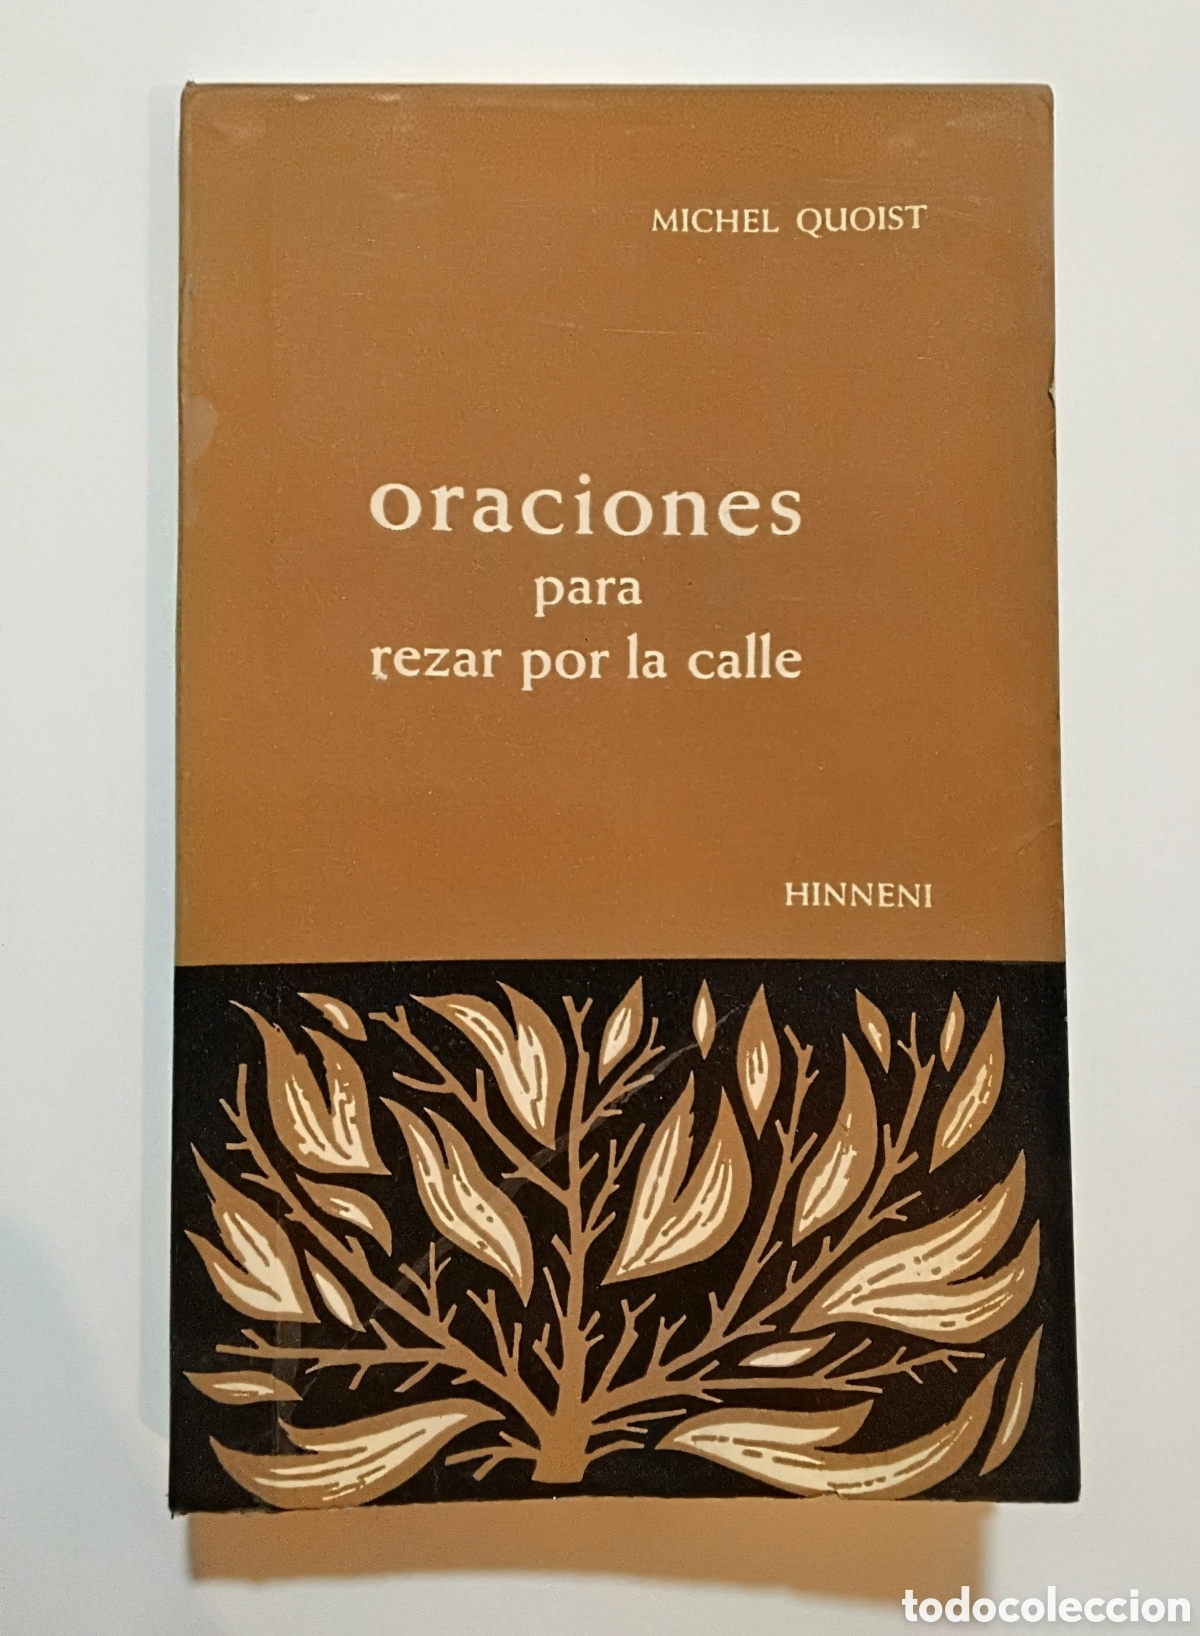 MICHEL QUOIST
oraciones
para
rezar por la calle
HINNENI
todocoleccion